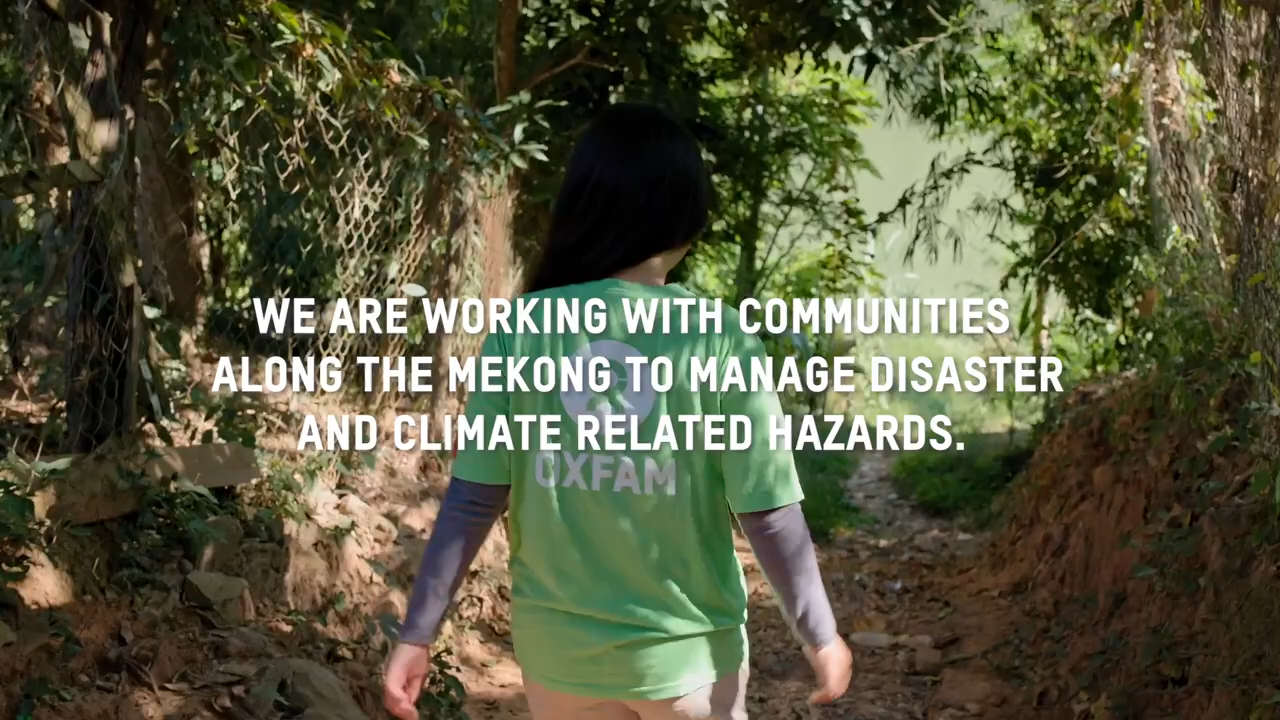 WE ARE WORKING WITH COMMUNITIES
ALONG THE MEKONG TO MANAGE DISASTER
AND CLIMATE RELATED HAZARDS.
OXFAM